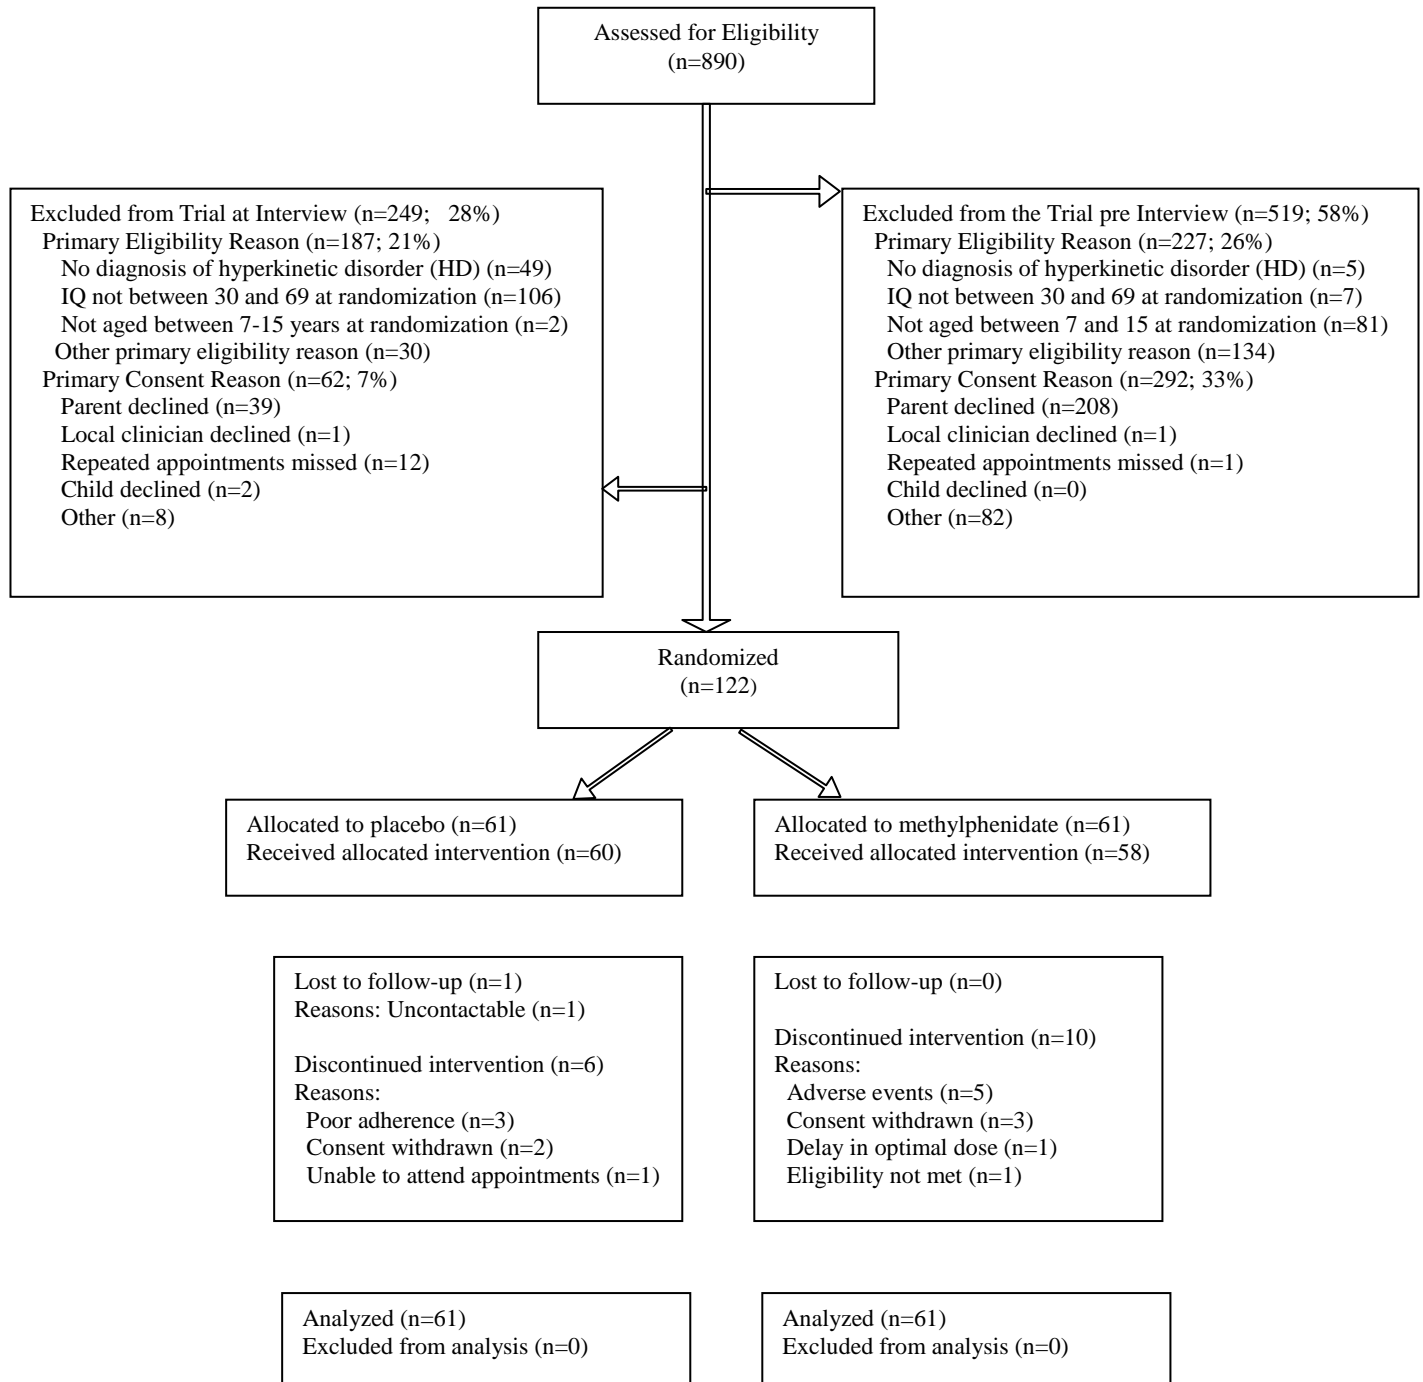 Assessed for Eligibility
(n=890)
Excluded from Trial at Interview (n=249;   28%)
Primary Eligibility Reason (n=187; 21%)
No diagnosis of hyperkinetic disorder (HD) (n=49)
IQ not between 30 and 69 at randomization (n=106)
Not aged between 7-15 years at randomization (n=2)
Other primary eligibility reason (n=30)
Primary Consent Reason (n=62; 7%)
Parent declined (n=39)
Local clinician declined (n=1)
Repeated appointments missed (n=12)
Child declined (n=2)
Other (n=8)
Excluded from the Trial pre Interview (n=519; 58%)
Primary Eligibility Reason (n=227; 26%)
No diagnosis of hyperkinetic disorder (HD) (n=5)
IQ not between 30 and 69 at randomization (n=7)
Not aged between 7 and 15 at randomization (n=81)
Other primary eligibility reason (n=134)
Primary Consent Reason (n=292; 33%)
Parent declined (n=208)
Local clinician declined (n=1)
Repeated appointments missed (n=1)
Child declined (n=0)
Other (n=82)
Randomized
(n=122)
Allocated to placebo (n=61)
Received allocated intervention (n=60)
Allocated to methylphenidate (n=61)
Received allocated intervention (n=58)
Lost to follow-up (n=1)
Reasons: Uncontactable (n=1)
Discontinued intervention (n=6)
Reasons:
Poor adherence (n=3)
Consent withdrawn (n=2)
Unable to attend appointments (n=1)
Lost to follow-up (n=0)
Discontinued intervention (n=10)
Reasons:
Adverse events (n=5)
Consent withdrawn (n=3)
Delay in optimal dose (n=1)
Eligibility not met (n=1)
Analyzed (n=61)
Excluded from analysis (n=0)
Analyzed (n=61)
Excluded from analysis (n=0)